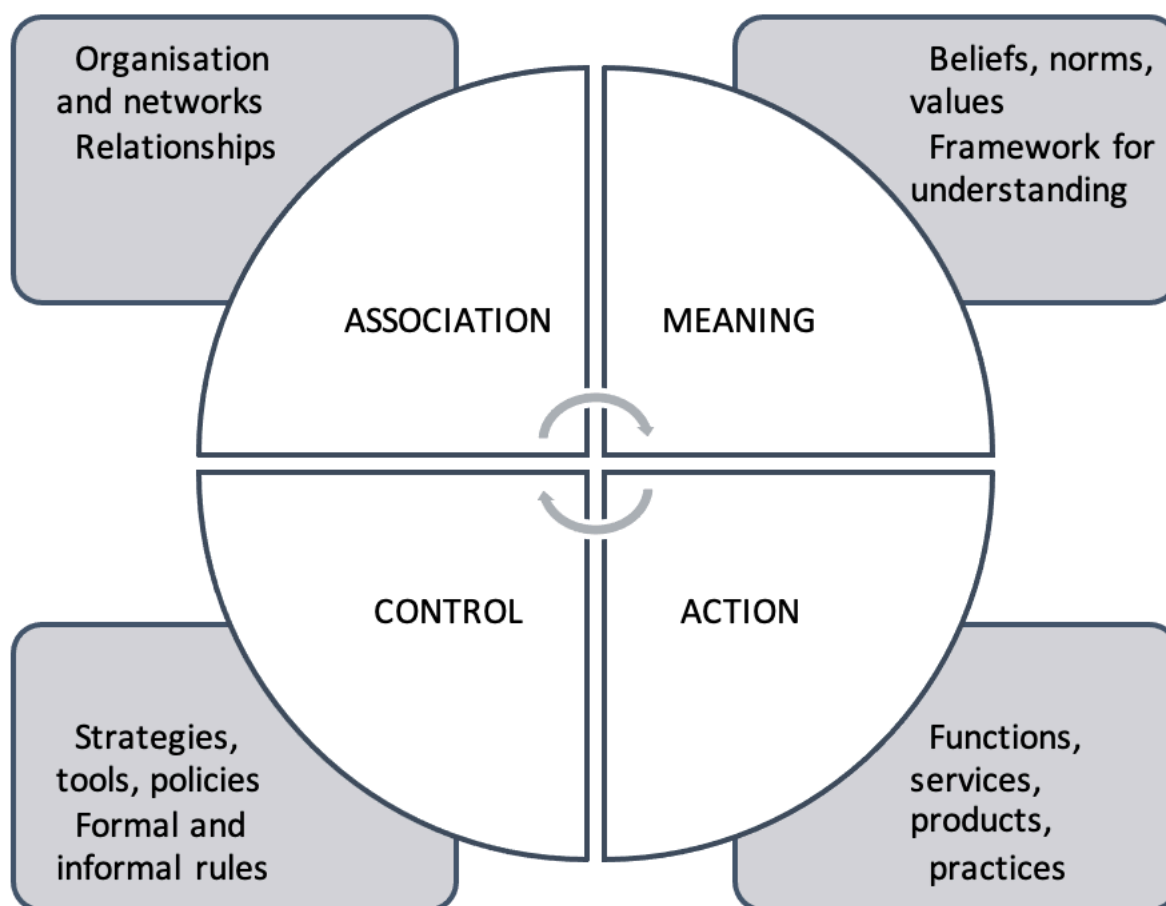 Organisation
and networks
Relationships
Beliefs, norms,
values
Framework for
understanding
ASSOCIATION
MEANING
CONTROL
ACTION
Strategies,
tools, policies
Formal and
informal rules
Functions,
services,
products,
practices